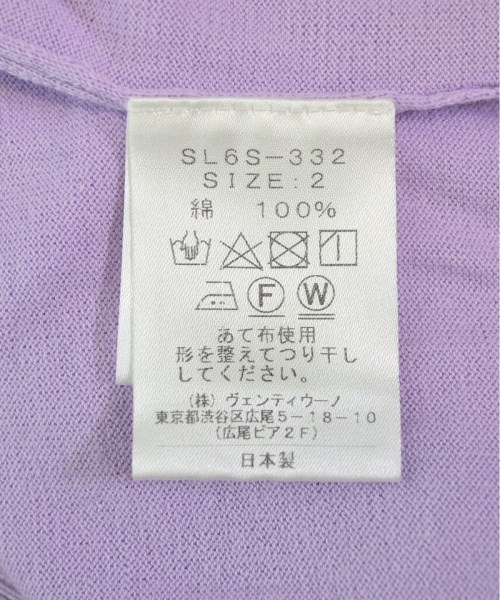 SL6S-332
SIZE:2
綿 100%
F W
あて布使用
形を整えてつり干し
してください。
(株) ヴェンティウーノ
東京都渋谷区広尾5-18-10
(広尾ピア2F)
日本製